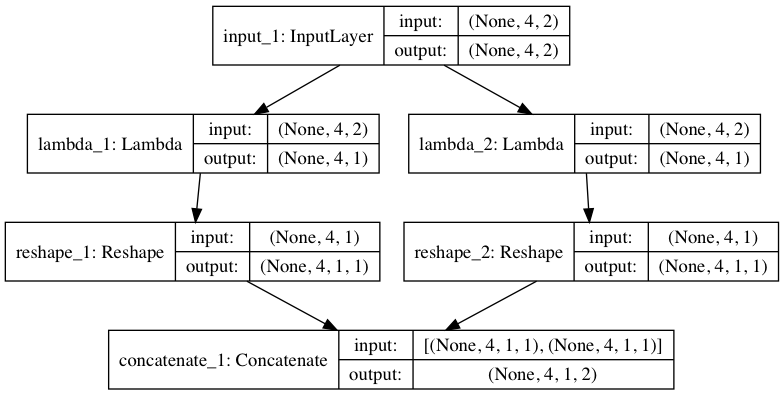 input_1: InputLayer
input: (None, 4, 2)
output: (None, 4, 2)
lambda_1: Lambda
input: (None, 4, 2)
output: (None, 4, 1)
lambda_2: Lambda
input: (None, 4, 2)
output: (None, 4, 1)
reshape_1: Reshape
input: (None, 4, 1)
output: (None, 4, 1, 1)
reshape_2: Reshape
input: (None, 4, 1)
output: (None, 4, 1, 1)
concatenate_1: Concatenate
input: [(None, 4, 1, 1), (None, 4, 1, 1)]
output: (None, 4, 1, 2)